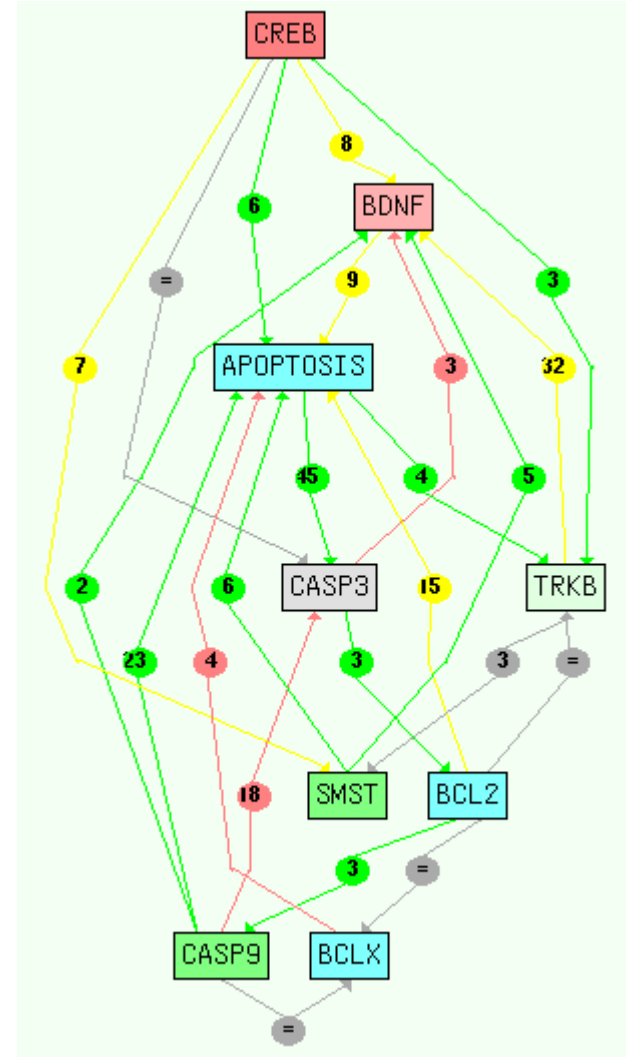 CREB
8
BDNF
6
=
9
3
7
APOPTOSIS
3
32
45
4
5
2
6
CASP3
15
TRKB
23
4
3
3
=
18
SMST
BCL2
3
=
CASP9
BCLX
=